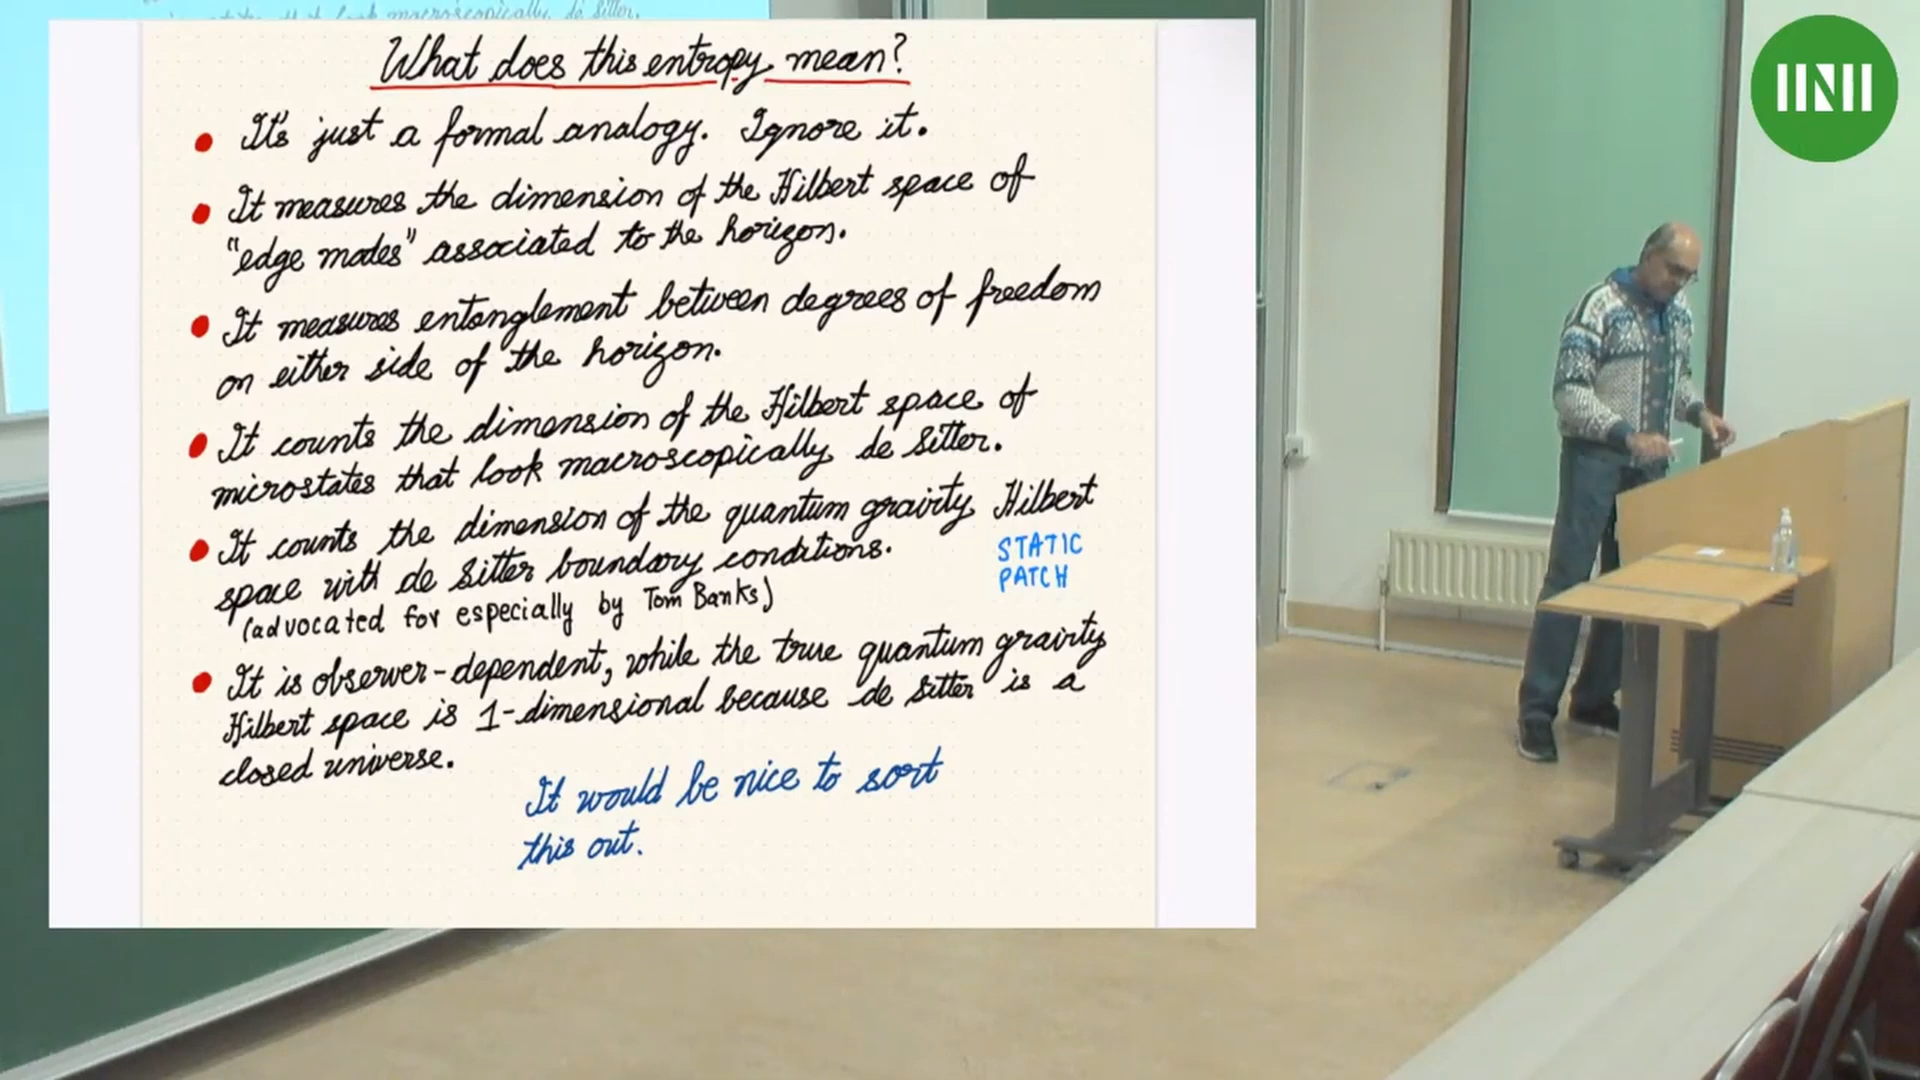 that look macroscopically de Sitter.
What does this entropy mean?
It's just a formal analogy. Ignore it.
It measures the dimension of the Hilbert space of
"edge modes" associated to the horizon.
It measures entanglement between degrees of freedom
on either side of the horizon.
It counts the dimension of the Hilbert space of
microstates that look macroscopically de Sitter.
It counts the dimension of the quantum gravity Hilbert
space with de Sitter boundary conditions.
STATIC
PATCH
(advocated for especially by Tom Banks)
It is observer-dependent, while the true quantum gravity
Hilbert space is 1-dimensional because de Sitter is a
closed universe.
It would be nice to sort
this out.